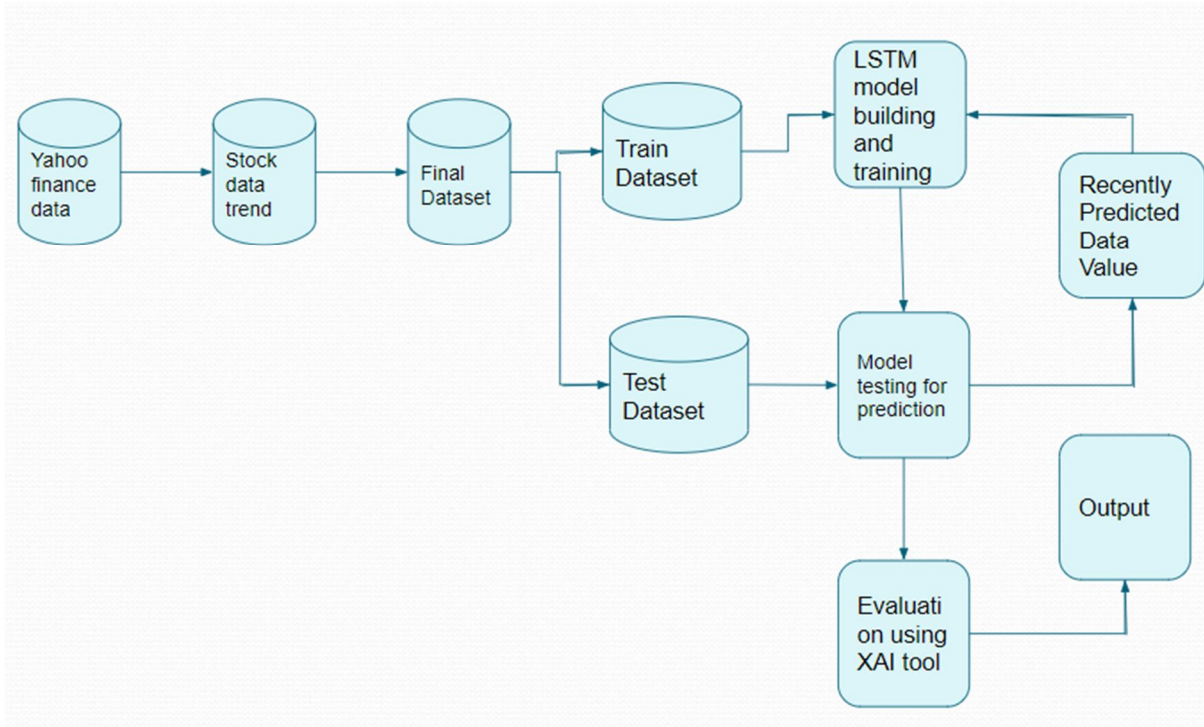 Yahoo
finance
data
Stock
data
trend
Final
Dataset
Train
Dataset
LSTM
model
building
and
training
Recently
Predicted
Data
Value
Test
Dataset
Model
testing for
prediction
Output
Evaluati
on using
XAI tool